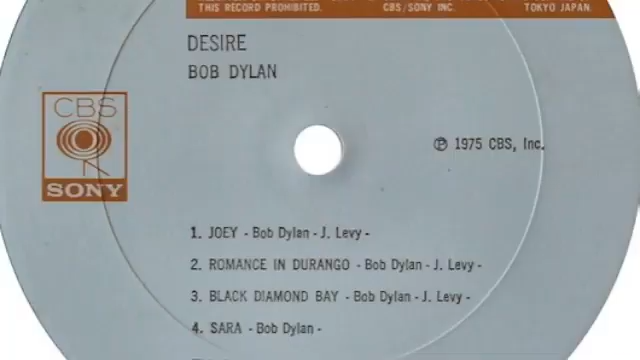 THIS RECORD PROHIBITED. CBS/SONY INC. TOKYO JAPAN.
DESIRE
BOB DYLAN
CBS
SONY
℗ 1975 CBS, Inc.
1. JOEY - Bob Dylan - J. Levy -
2. ROMANCE IN DURANGO - Bob Dylan - J. Levy -
3. BLACK DIAMOND BAY - Bob Dylan - J. Levy -
4. SARA - Bob Dylan -